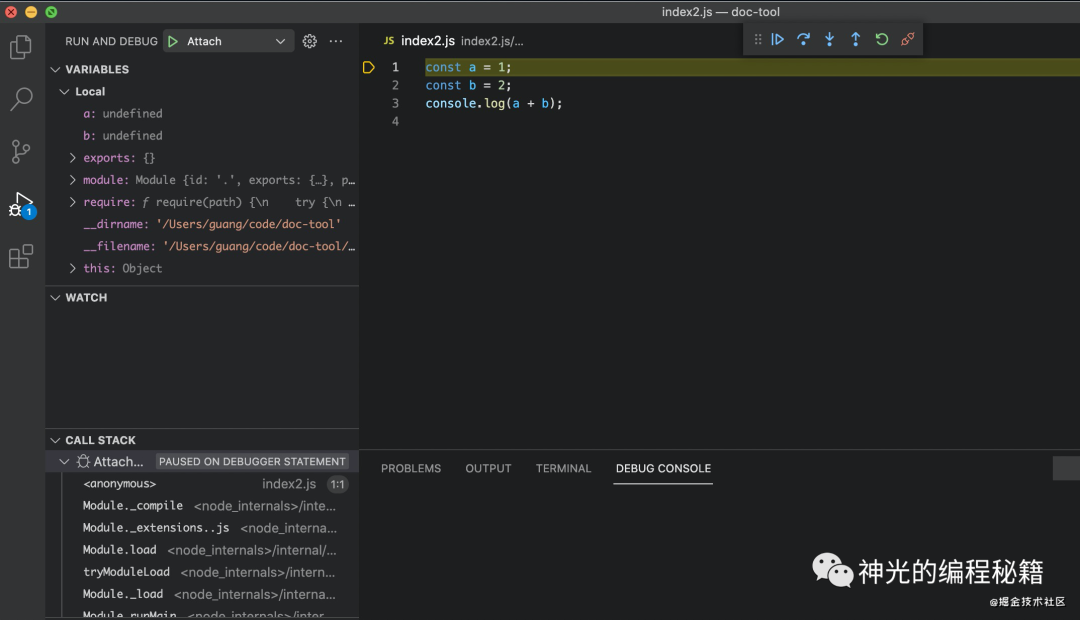 index2.js — doc-tool
RUN AND DEBUG Attach
JS index2.js index2.js/...
VARIABLES
Local
a: undefined
b: undefined
exports: {}
module: Module {id: '.', exports: {…}, p…
require: ƒ require(path) {\n try {\n …
__dirname: '/Users/guang/code/doc-tool'
__filename: '/Users/guang/code/doc-tool/…
this: Object
1 const a = 1;
2 const b = 2;
3 console.log(a + b);
4
1
WATCH
CALL STACK
Attach... PAUSED ON DEBUGGER STATEMENT
<anonymous> index2.js 1:1
Module._compile <node_internals>/inte...
Module._extensions..js <node_interna...
Module.load <node_internals>/internal/...
tryModuleLoad <node_internals>/intern...
Module._load <node_internals>/interna...
Module.runMain <node_internals>/inter...
PROBLEMS OUTPUT TERMINAL DEBUG CONSOLE
神光的编程秘籍
@掘金技术社区